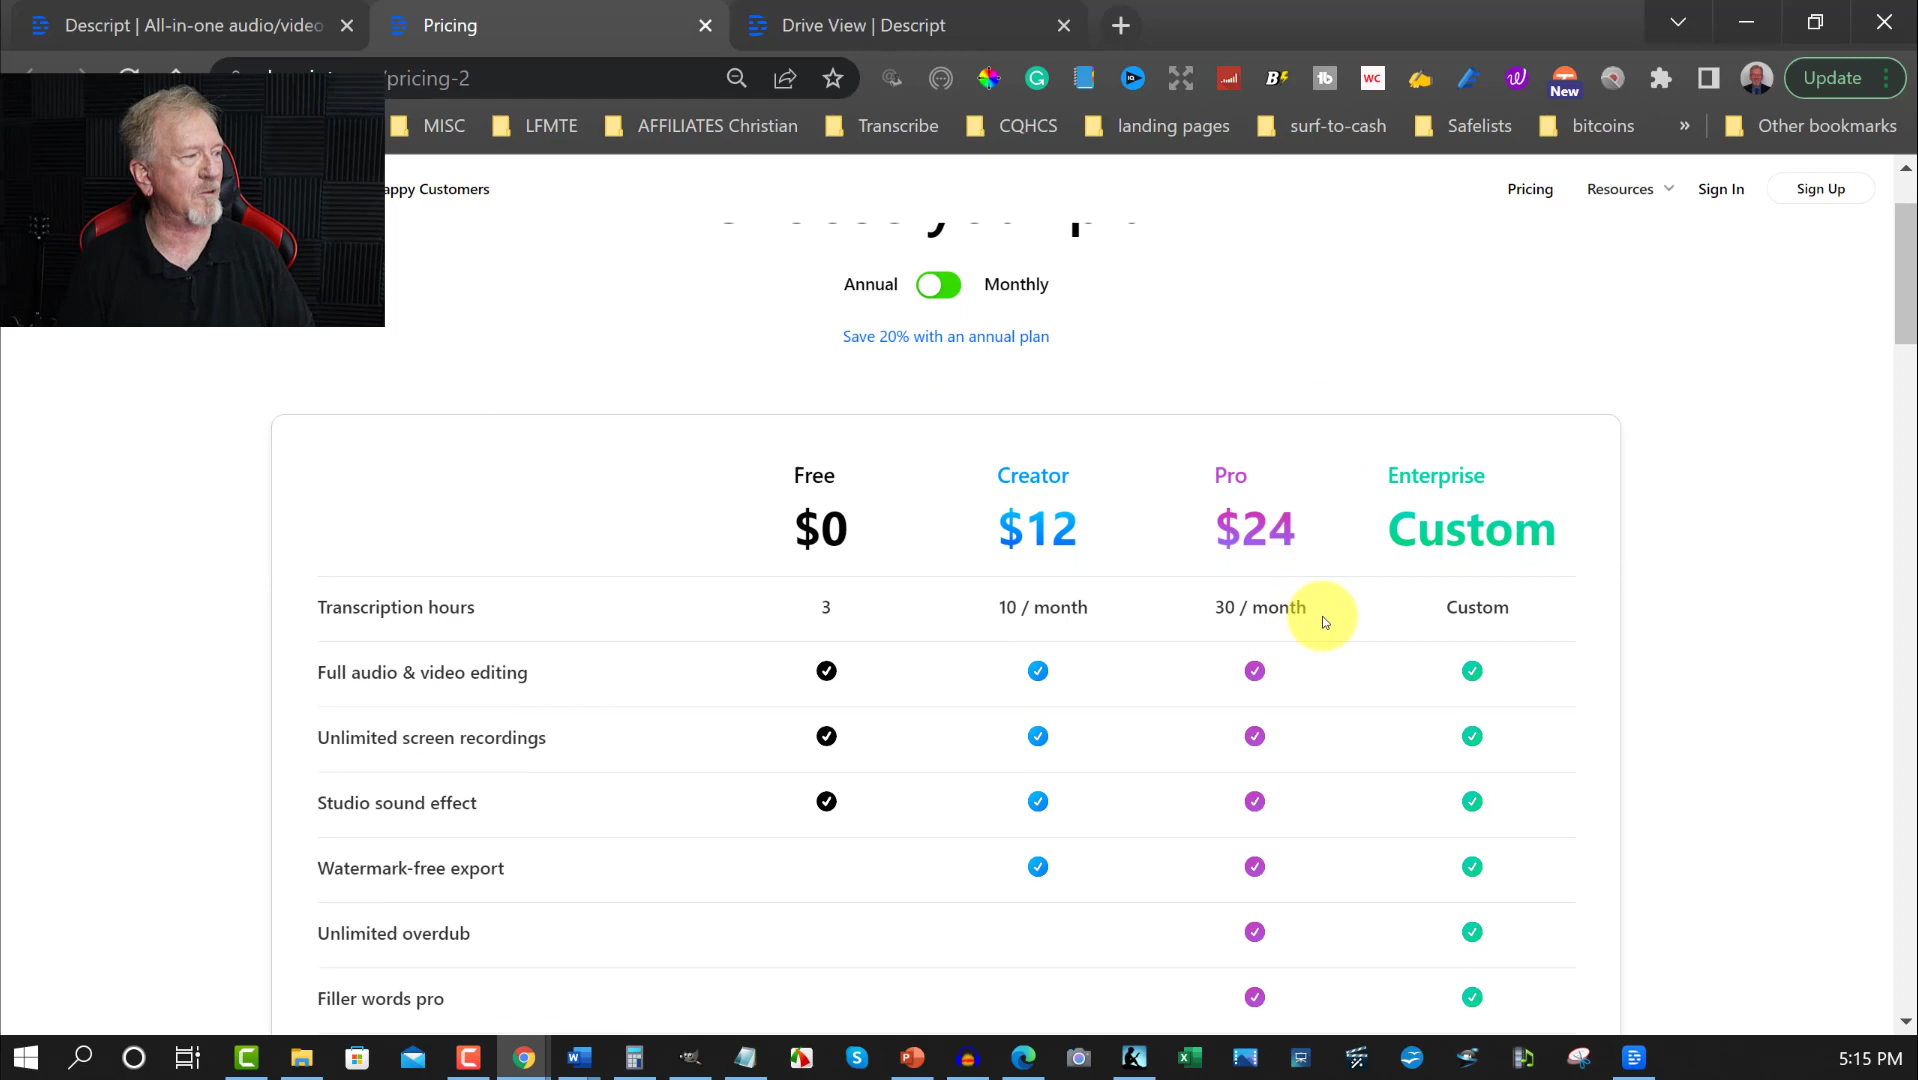 Descript | All-in-one audio/video
Pricing
Drive View | Descript
/pricing-2
Update
New
MISC
LFMTE
AFFILIATES Christian
Transcribe
CQHCS
landing pages
surf-to-cash
Safelists
bitcoins
»
Other bookmarks
appy Customers
Pricing
Resources
Sign In
Sign Up
Annual
Monthly
Save 20% with an annual plan
Free
Creator
Pro
Enterprise
$0
$12
$24
Custom
Transcription hours
3
10 / month
30 / month
Custom
Full audio & video editing
Unlimited screen recordings
Studio sound effect
Watermark-free export
Unlimited overdub
Filler words pro
5:15 PM